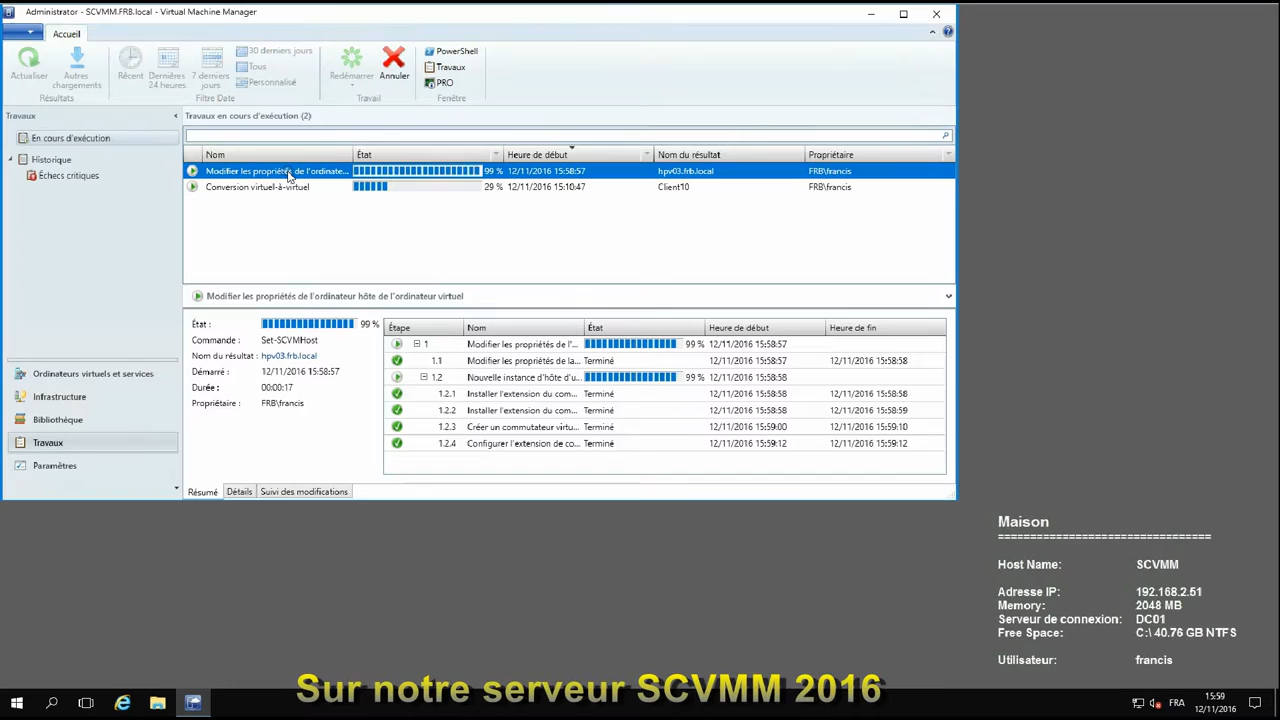 Administrator - SCVMM.FRB.local - Virtual Machine Manager
Accueil
Actualiser
Autres chargements
Résultats
Récent
Dernières 24 heures
7 derniers jours
30 derniers jours
Tous
Personnalisé
Filtre Date
Redémarrer
Annuler
Travail
PowerShell
Travaux
PRO
Fenêtre
Travaux
En cours d'exécution
Historique
Échecs critiques
Ordinateurs virtuels et services
Infrastructure
Bibliothèque
Travaux
Paramètres
Travaux en cours d'exécution (2)
Nom État Heure de début Nom du résultat Propriétaire
Modifier les propriétés de l'ordinate... 99 % 12/11/2016 15:58:57 hpv03.frb.local FRB\francis
Conversion virtuel-à-virtuel 29 % 12/11/2016 15:10:47 Client10 FRB\francis
Modifier les propriétés de l'ordinateur hôte de l'ordinateur virtuel
État : 99 %
Commande : Set-SCVMHost
Nom du résultat : hpv03.frb.local
Démarré : 12/11/2016 15:58:57
Durée : 00:00:17
Propriétaire : FRB\francis
Étape Nom État Heure de début Heure de fin
1 Modifier les propriétés de l'... 99 % 12/11/2016 15:58:57
1.1 Modifier les propriétés de la... Terminé 12/11/2016 15:58:57 12/11/2016 15:58:58
1.2 Nouvelle instance d'hôte d'u... 99 % 12/11/2016 15:58:58
1.2.1 Installer l'extension du com... Terminé 12/11/2016 15:58:58 12/11/2016 15:58:58
1.2.2 Installer l'extension du com... Terminé 12/11/2016 15:58:58 12/11/2016 15:58:59
1.2.3 Créer un commutateur virtu... Terminé 12/11/2016 15:59:00 12/11/2016 15:59:10
1.2.4 Configurer l'extension de co... Terminé 12/11/2016 15:59:12 12/11/2016 15:59:12
Résumé Détails Suivi des modifications
Maison
===============================
Host Name: SCVMM
Adresse IP: 192.168.2.51
Memory: 2048 MB
Serveur de connexion: DC01
Free Space: C:\ 40.76 GB NTFS
Utilisateur: francis
Sur notre serveur SCVMM 2016
FRA
15:59
12/11/2016